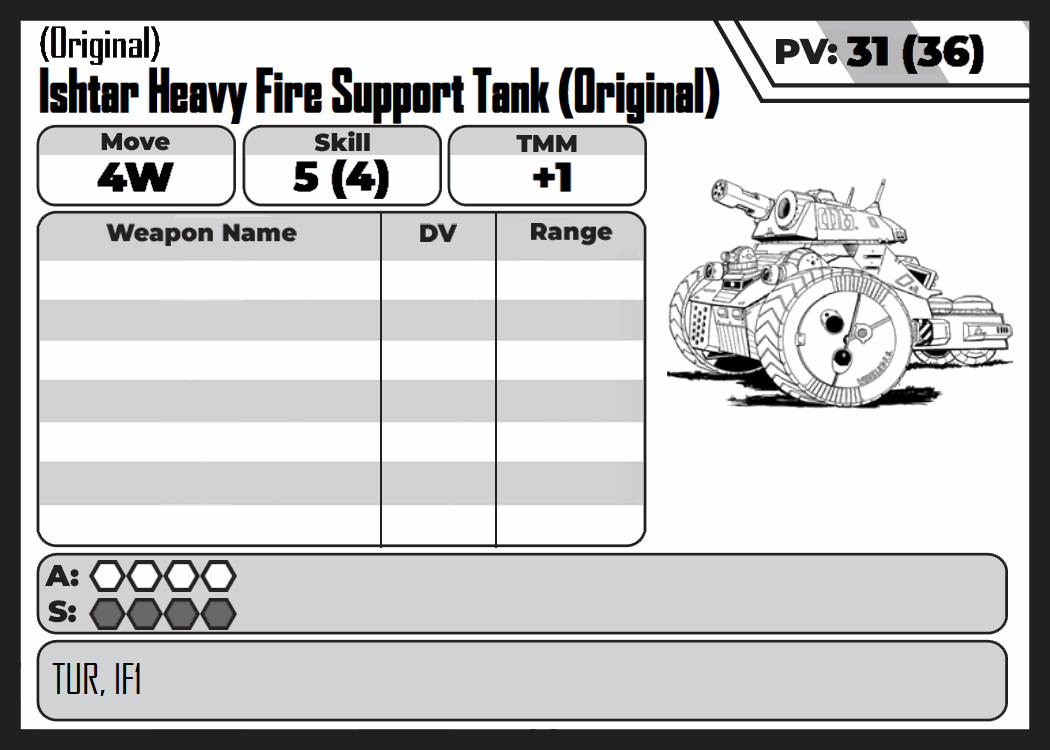 (Original)
Ishtar Heavy Fire Support Tank (Original)
PV: 31 (36)
Move
4W
Skill
5 (4)
TMM
+1
Weapon Name DV Range
A:
S:
TUR, IF1